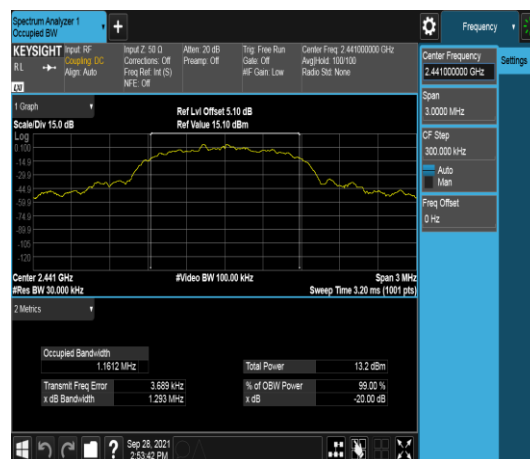 Spectrum Analyzer 1
Occupied BW
Frequency
KEYSIGHT
RL
LXI
Input: RF
Coupling: DC
Align: Auto
Input Z: 50 Ω
Corrections: Off
Freq Ref: Int (S)
NFE: Off
Atten: 20 dB
Preamp: Off
Trig: Free Run
Gate: Off
#IF Gain: Low
Center Freq: 2.441000000 GHz
Avg|Hold: 100/100
Radio Std: None
Center Frequency
2.441000000 GHz
Settings
Span
3.0000 MHz
CF Step
300.000 kHz
Auto
Man
Freq Offset
0 Hz
1 Graph
Scale/Div 15.0 dB
Ref Lvl Offset 5.10 dB
Ref Value 15.10 dBm
Log
0.100
-14.9
-29.9
-44.9
-59.9
-74.9
-89.9
-105
-120
Center 2.441 GHz
#Res BW 30.000 kHz
#Video BW 100.00 kHz
Span 3 MHz
Sweep Time 3.20 ms (1001 pts)
2 Metrics
Occupied Bandwidth
1.1612 MHz
Total Power 13.2 dBm
Transmit Freq Error 3.689 kHz
% of OBW Power 99.00 %
x dB Bandwidth 1.293 MHz
x dB -20.00 dB
?
Sep 28, 2021
2:53:42 PM